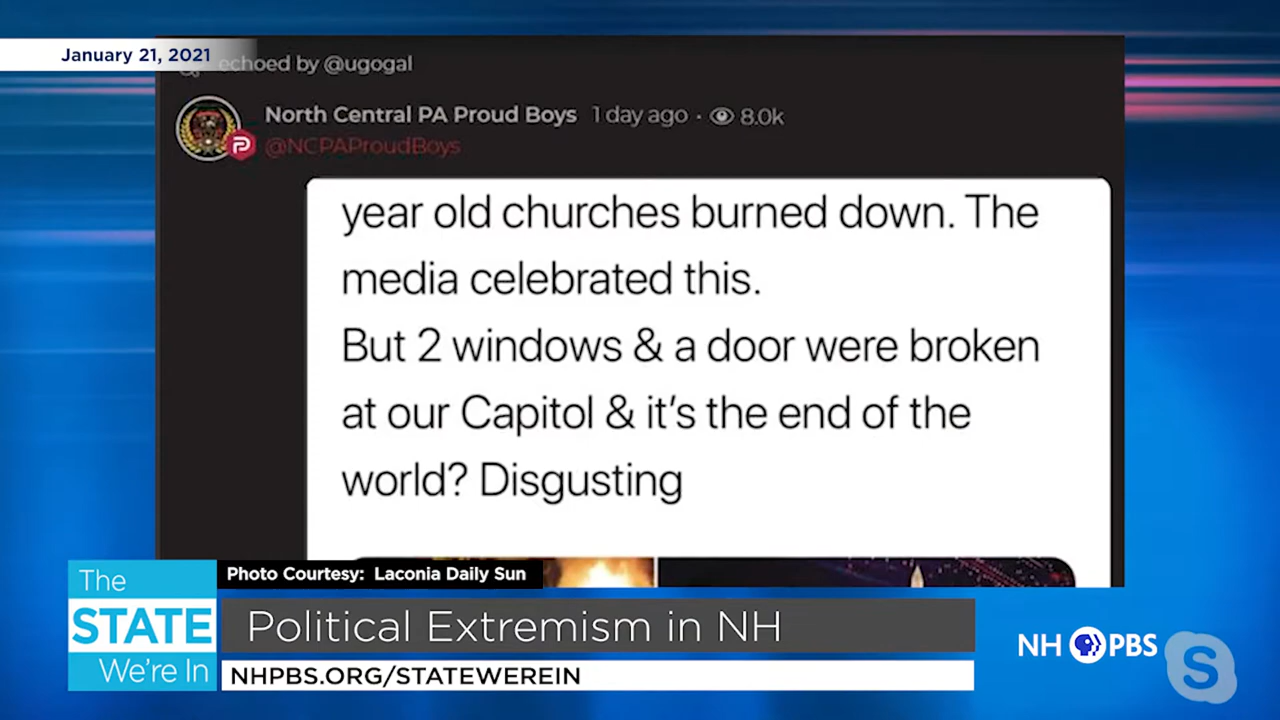 January 21, 2021
echoed by @ugogal
North Central PA Proud Boys 1 day ago · 8.0k
@NCPAProudBoys
year old churches burned down. The
media celebrated this.
But 2 windows & a door were broken
at our Capitol & it's the end of the
world? Disgusting
Photo Courtesy: Laconia Daily Sun
The
STATE
We're In
Political Extremism in NH
NHPBS.ORG/STATEWEREIN
NH PBS
S